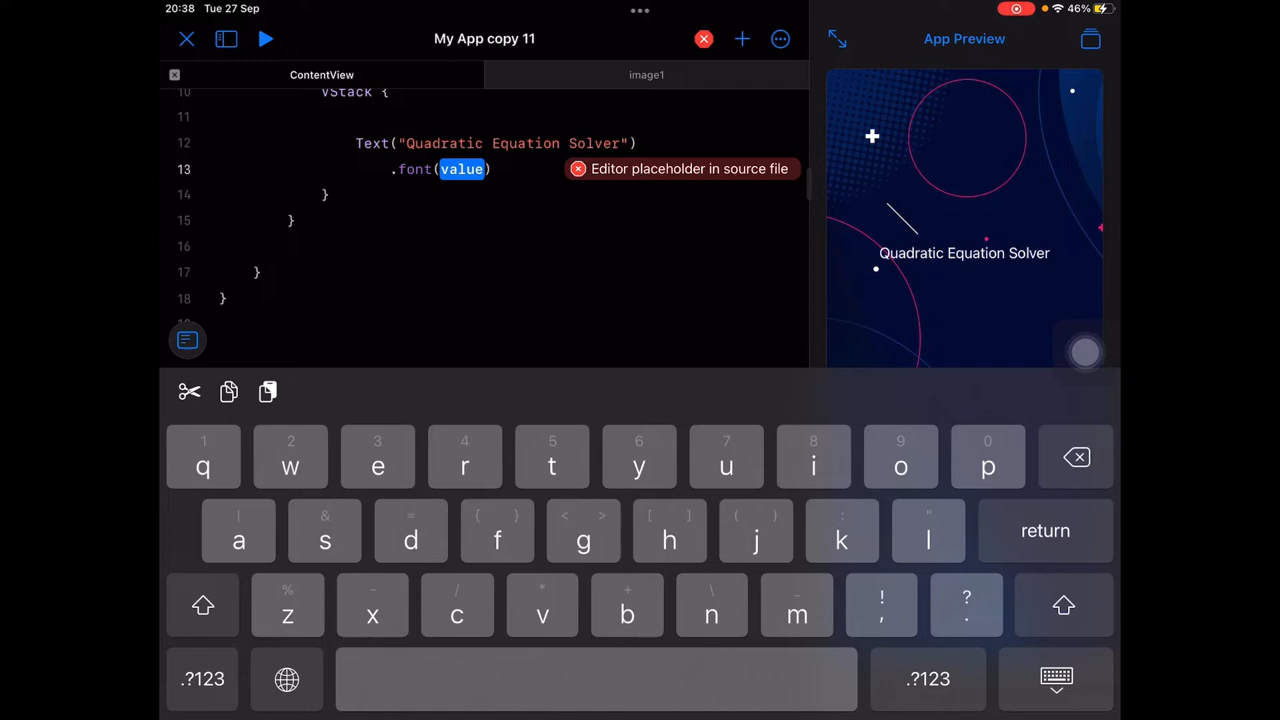 20:38 Tue 27 Sep
46%
My App copy 11
App Preview
ContentView
image1
10 VStack {
11
12 Text("Quadratic Equation Solver")
13 .font(value)
Editor placeholder in source file
14 }
15 }
16
17 }
18 }
Quadratic Equation Solver
1 2 3 4 5 6 7 8 9 0
q w e r t y u i o p
| & = { } < > [ ] ( ) : "
a s d f g h j k l return
% - / * + \ _ ! ?
z x c v b n m , .
.?123 .?123